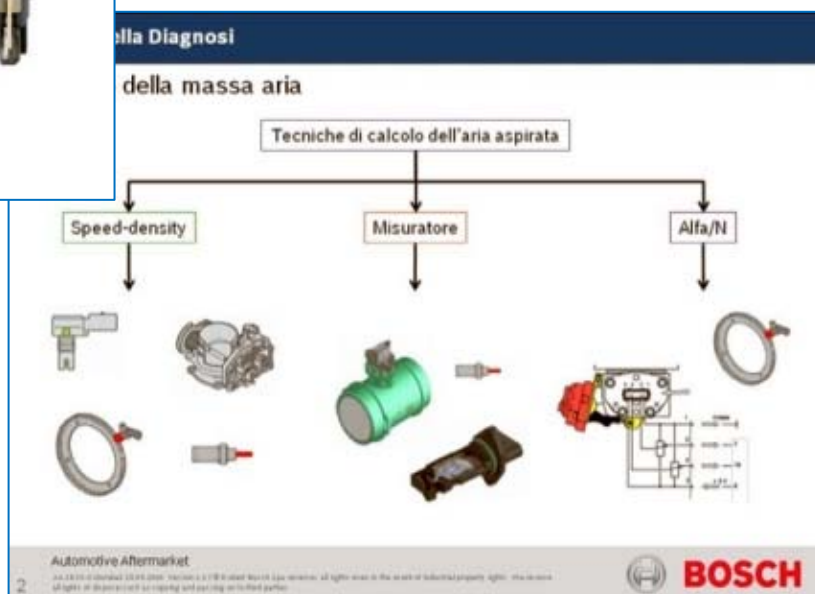 ella Diagnosi
della massa aria
Tecniche di calcolo dell'aria aspirata
Speed-density
Misuratore
Alfa/N
Automotive Aftermarket
2
BOSCH